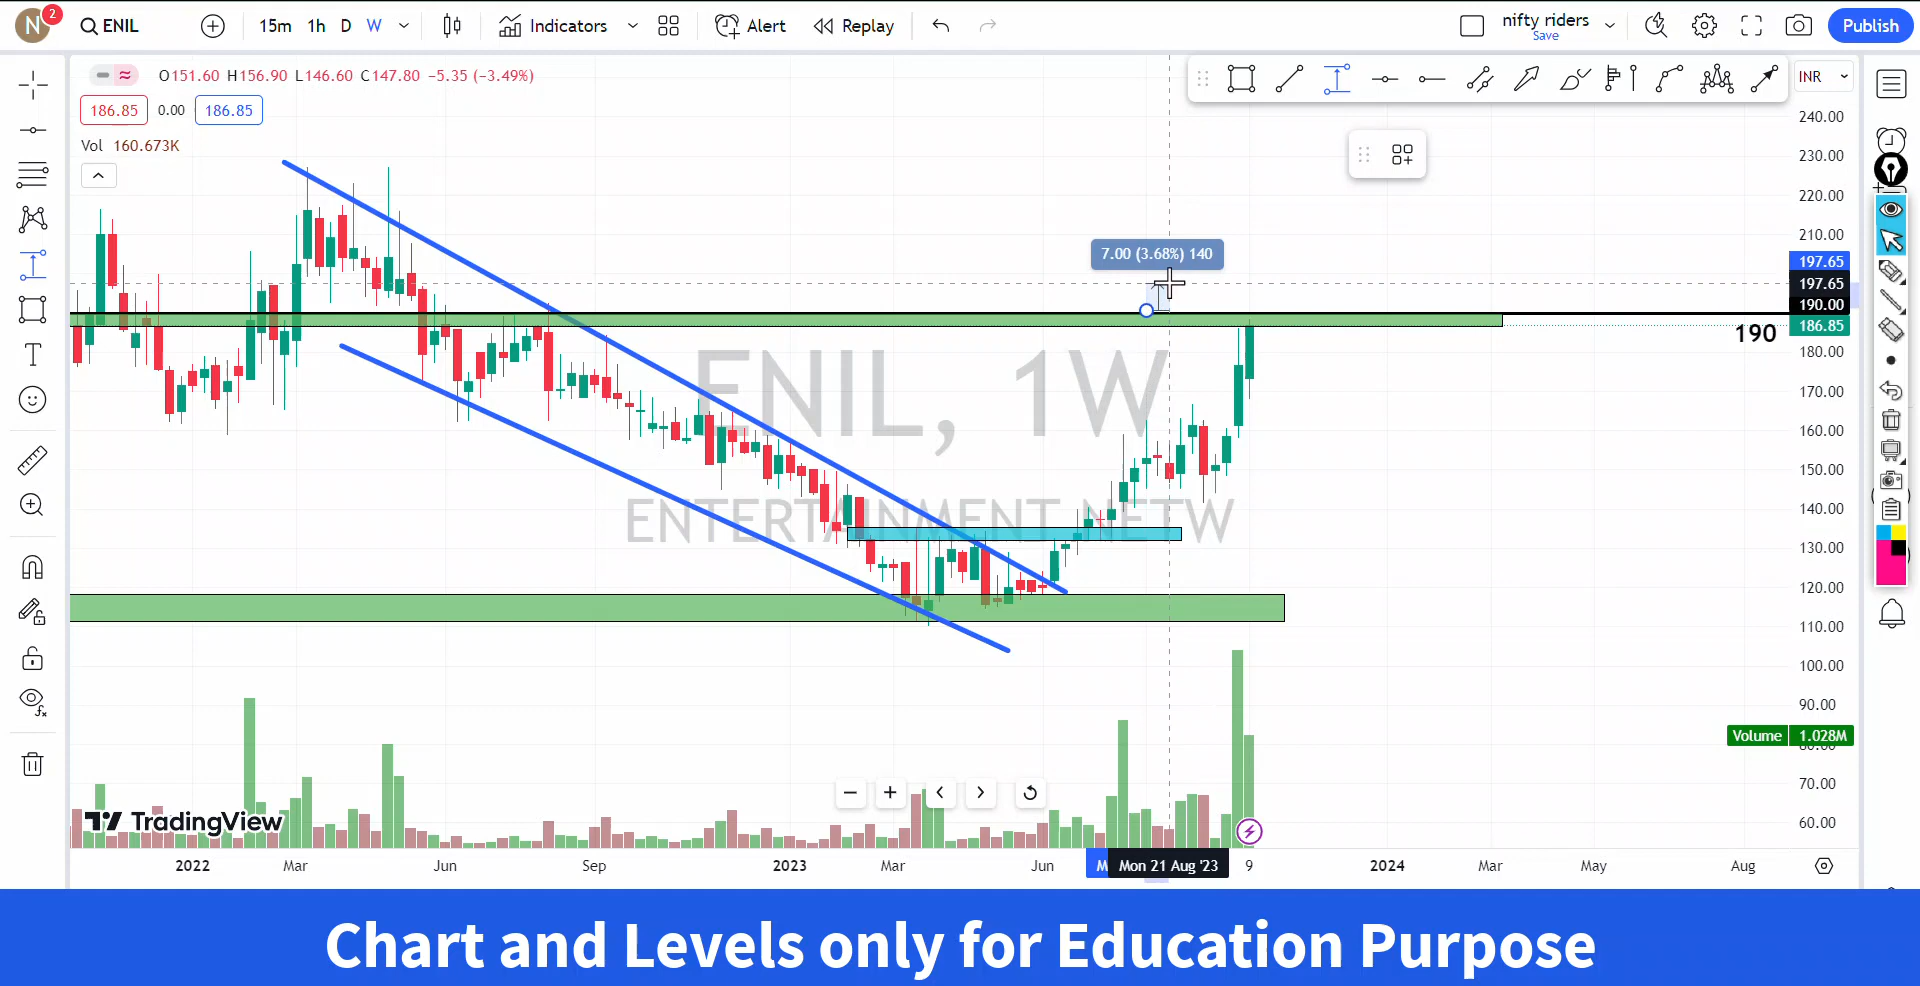 N
2
ENIL
15m
1h
D
W
Indicators
Alert
Replay
nifty riders
Save
Publish
O151.60 H156.90 L146.60 C147.80 −5.35 (−3.49%)
186.85
0.00
186.85
Vol 160.673K
INR
240.00
230.00
220.00
210.00
197.65
197.65
190.00
186.85
190
180.00
170.00
160.00
150.00
140.00
130.00
120.00
110.00
100.00
90.00
Volume 1.028M
80.00
70.00
60.00
7.00 (3.68%) 140
ENIL, 1W
ENTERTAINMENT NETW
TradingView
2022
Mar
Jun
Sep
2023
Mar
Jun
M
Mon 21 Aug '23
9
2024
Mar
May
Aug
Chart and Levels only for Education Purpose